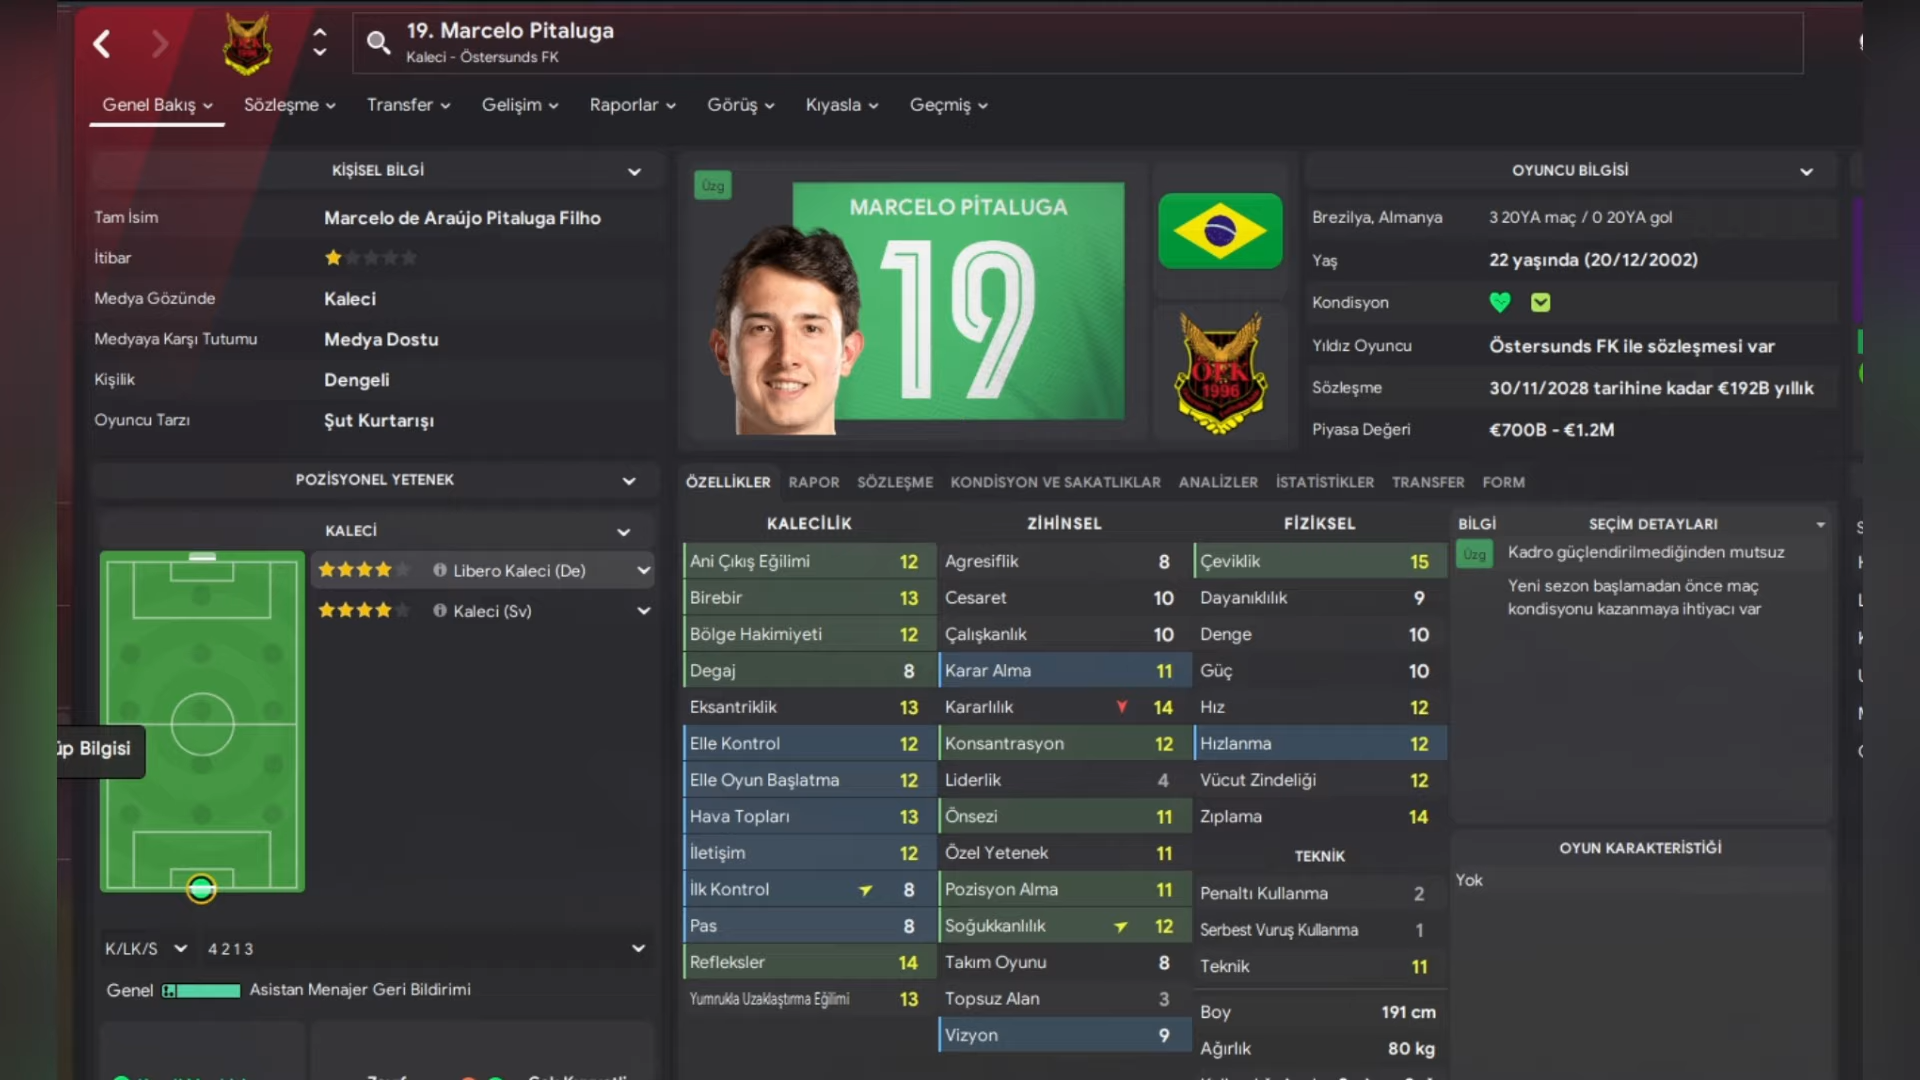 19. Marcelo Pitaluga
Kaleci - Östersunds FK
Genel Bakış Sözleşme Transfer Gelişim Raporlar Görüş Kıyasla Geçmiş
KİŞİSEL BİLGİ
Tam İsim Marcelo de Araújo Pitaluga Filho
İtibar
Medya Gözünde Kaleci
Medyaya Karşı Tutumu Medya Dostu
Kişilik Dengeli
Oyuncu Tarzı Şut Kurtarışı
Üzg
MARCELO PİTALUGA
19
ÖFK
1996
OYUNCU BİLGİSİ
Brezilya, Almanya 3 20YA maç / 0 20YA gol
Yaş 22 yaşında (20/12/2002)
Kondisyon
Yıldız Oyuncu Östersunds FK ile sözleşmesi var
Sözleşme 30/11/2028 tarihine kadar €192B yıllık
Piyasa Değeri €700B - €1.2M
POZİSYONEL YETENEK
KALECİ
Libero Kaleci (De)
Kaleci (Sv)
üp Bilgisi
K/LK/S 4 2 1 3
Genel Asistan Menajer Geri Bildirimi
ÖZELLİKLER RAPOR SÖZLEŞME KONDİSYON VE SAKATLIKLAR ANALİZLER İSTATİSTİKLER TRANSFER FORM
KALECİLİK
Ani Çıkış Eğilimi 12
Birebir 13
Bölge Hakimiyeti 12
Degaj 8
Eksantriklik 13
Elle Kontrol 12
Elle Oyun Başlatma 12
Hava Topları 13
İletişim 12
İlk Kontrol 8
Pas 8
Refleksler 14
Yumrukla Uzaklaştırma Eğilimi 13
ZİHİNSEL
Agresiflik 8
Cesaret 10
Çalışkanlık 10
Karar Alma 11
Kararlılık 14
Konsantrasyon 12
Liderlik 4
Önsezi 11
Özel Yetenek 11
Pozisyon Alma 11
Soğukkanlılık 12
Takım Oyunu 8
Topsuz Alan 3
Vizyon 9
FİZİKSEL
Çeviklik 15
Dayanıklılık 9
Denge 10
Güç 10
Hız 12
Hızlanma 12
Vücut Zindeliği 12
Zıplama 14
TEKNİK
Penaltı Kullanma 2
Serbest Vuruş Kullanma 1
Teknik 11
Boy 191 cm
Ağırlık 80 kg
BİLGİ SEÇİM DETAYLARI
Üzg Kadro güçlendirilmediğinden mutsuz
Yeni sezon başlamadan önce maç
kondisyonu kazanmaya ihtiyacı var
OYUN KARAKTERİSTİĞİ
Yok